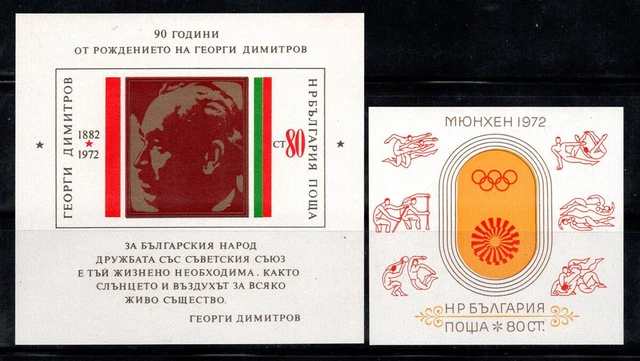 90 ГОДИНИ
ОТ РОЖДЕНИЕТО НА ГЕОРГИ ДИМИТРОВ
ГЕОРГИ ДИМИТРОВ
1882
1972
СТ 80
НР БЪЛГАРИЯ ПОЩА
ЗА БЪЛГАРСКИЯ НАРОД
ДРУЖБАТА СЪС СЪВЕТСКИЯ СЪЮЗ
Е ТЪЙ ЖИЗНЕНО НЕОБХОДИМА. КАКТО
СЛЪНЦЕТО И ВЪЗДУХЪТ ЗА ВСЯКО
ЖИВО СЪЩЕСТВО.
ГЕОРГИ ДИМИТРОВ
МЮНХЕН 1972
НР БЪЛГАРИЯ
ПОЩА * 80 СТ.